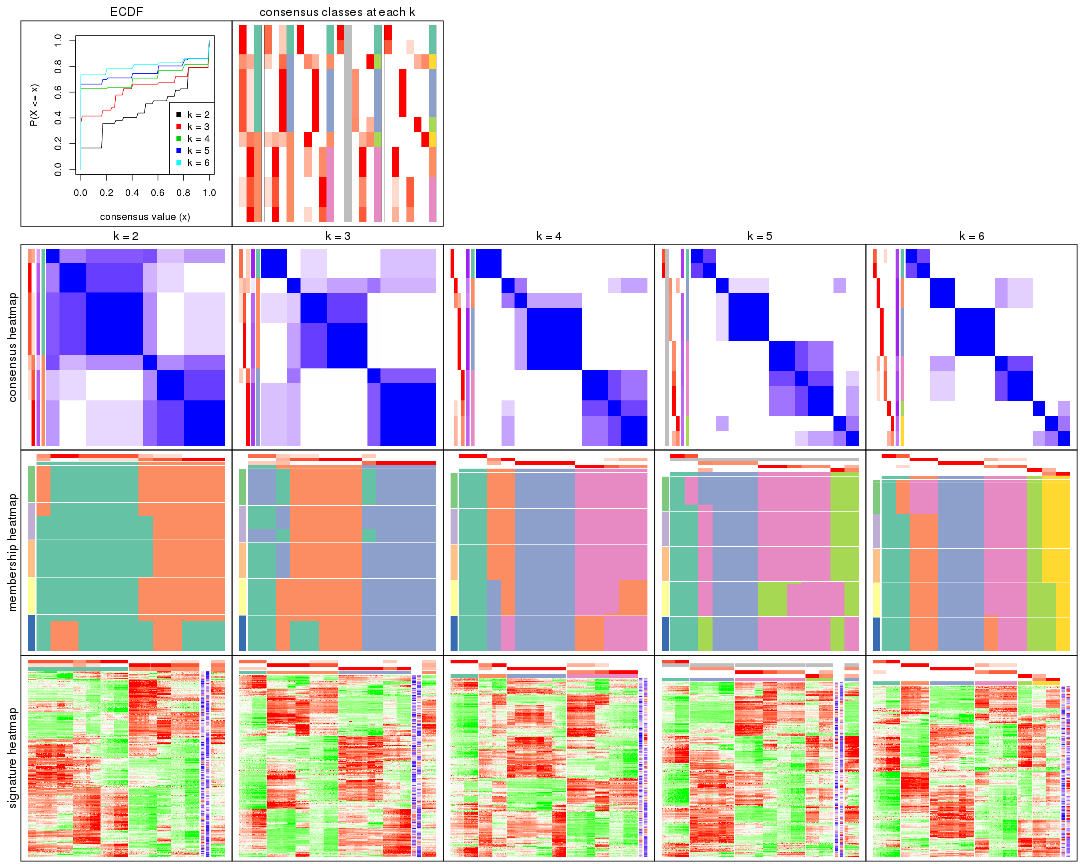 ECDF
consensus classes at each k
P(X <= x)
0.0 0.2 0.4 0.6 0.8 1.0
k = 2
k = 3
k = 4
k = 5
k = 6
0.0 0.2 0.4 0.6 0.8 1.0
consensus value (x)
k = 2
k = 3
k = 4
k = 5
k = 6
consensus heatmap
membership heatmap
signature heatmap